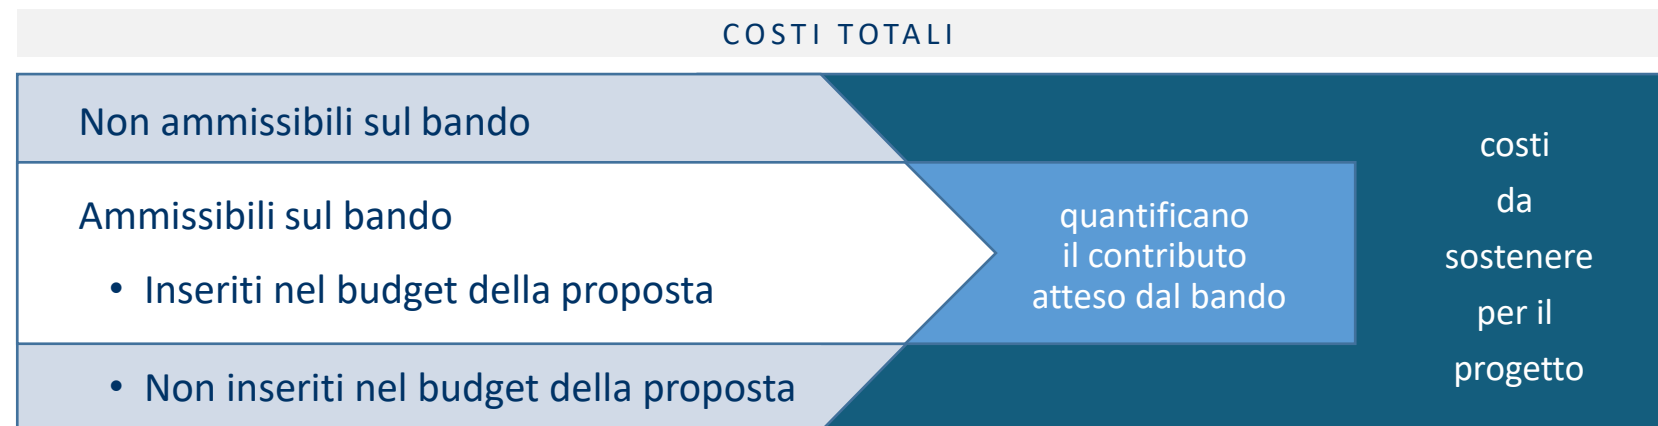 COSTI TOTALI
Non ammissibili sul bando
Ammissibili sul bando
• Inseriti nel budget della proposta
• Non inseriti nel budget della proposta
quantificano
il contributo
atteso dal bando
costi
da
sostenere
per il
progetto